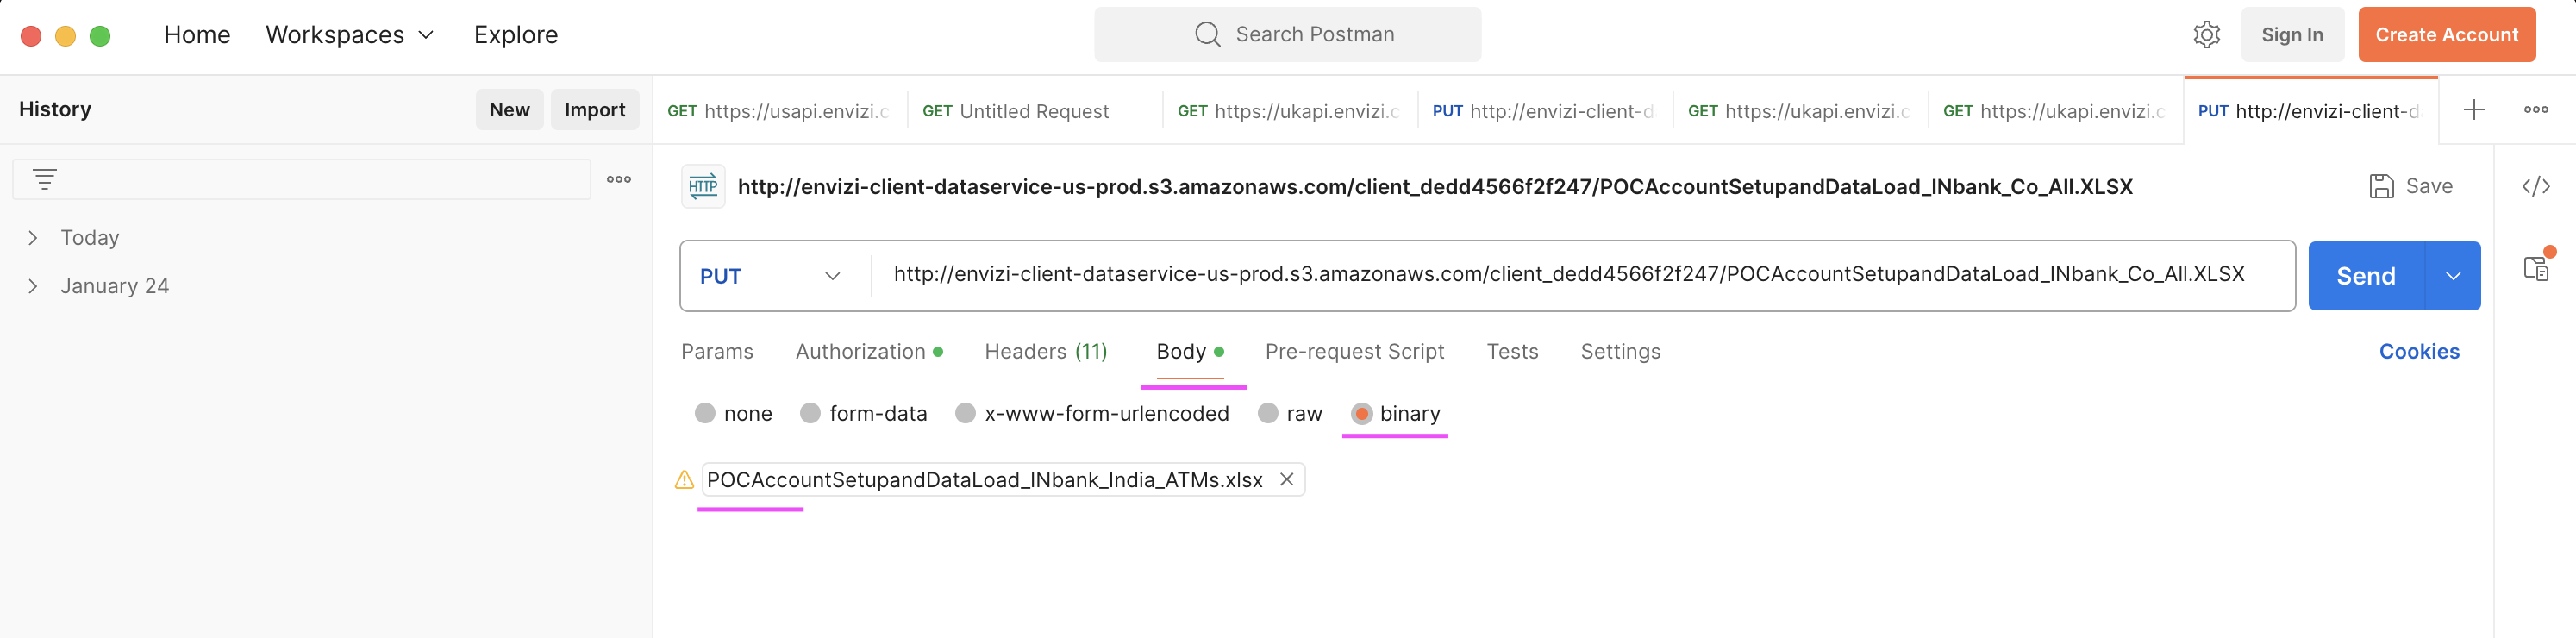 Home Workspaces Explore Search Postman Sign In Create Account
History New Import
GET https://usapi.envizi.c GET Untitled Request GET https://ukapi.envizi.c PUT http://envizi-client-d GET https://ukapi.envizi.c GET https://ukapi.envizi.c PUT http://envizi-client-d
HTTP http://envizi-client-dataservice-us-prod.s3.amazonaws.com/client_dedd4566f2f247/POCAccountSetupandDataLoad_INbank_Co_All.XLSX Save
Today
January 24
PUT http://envizi-client-dataservice-us-prod.s3.amazonaws.com/client_dedd4566f2f247/POCAccountSetupandDataLoad_INbank_Co_All.XLSX Send
Params Authorization Headers (11) Body Pre-request Script Tests Settings Cookies
none form-data x-www-form-urlencoded raw binary
POCAccountSetupandDataLoad_INbank_India_ATMs.xlsx